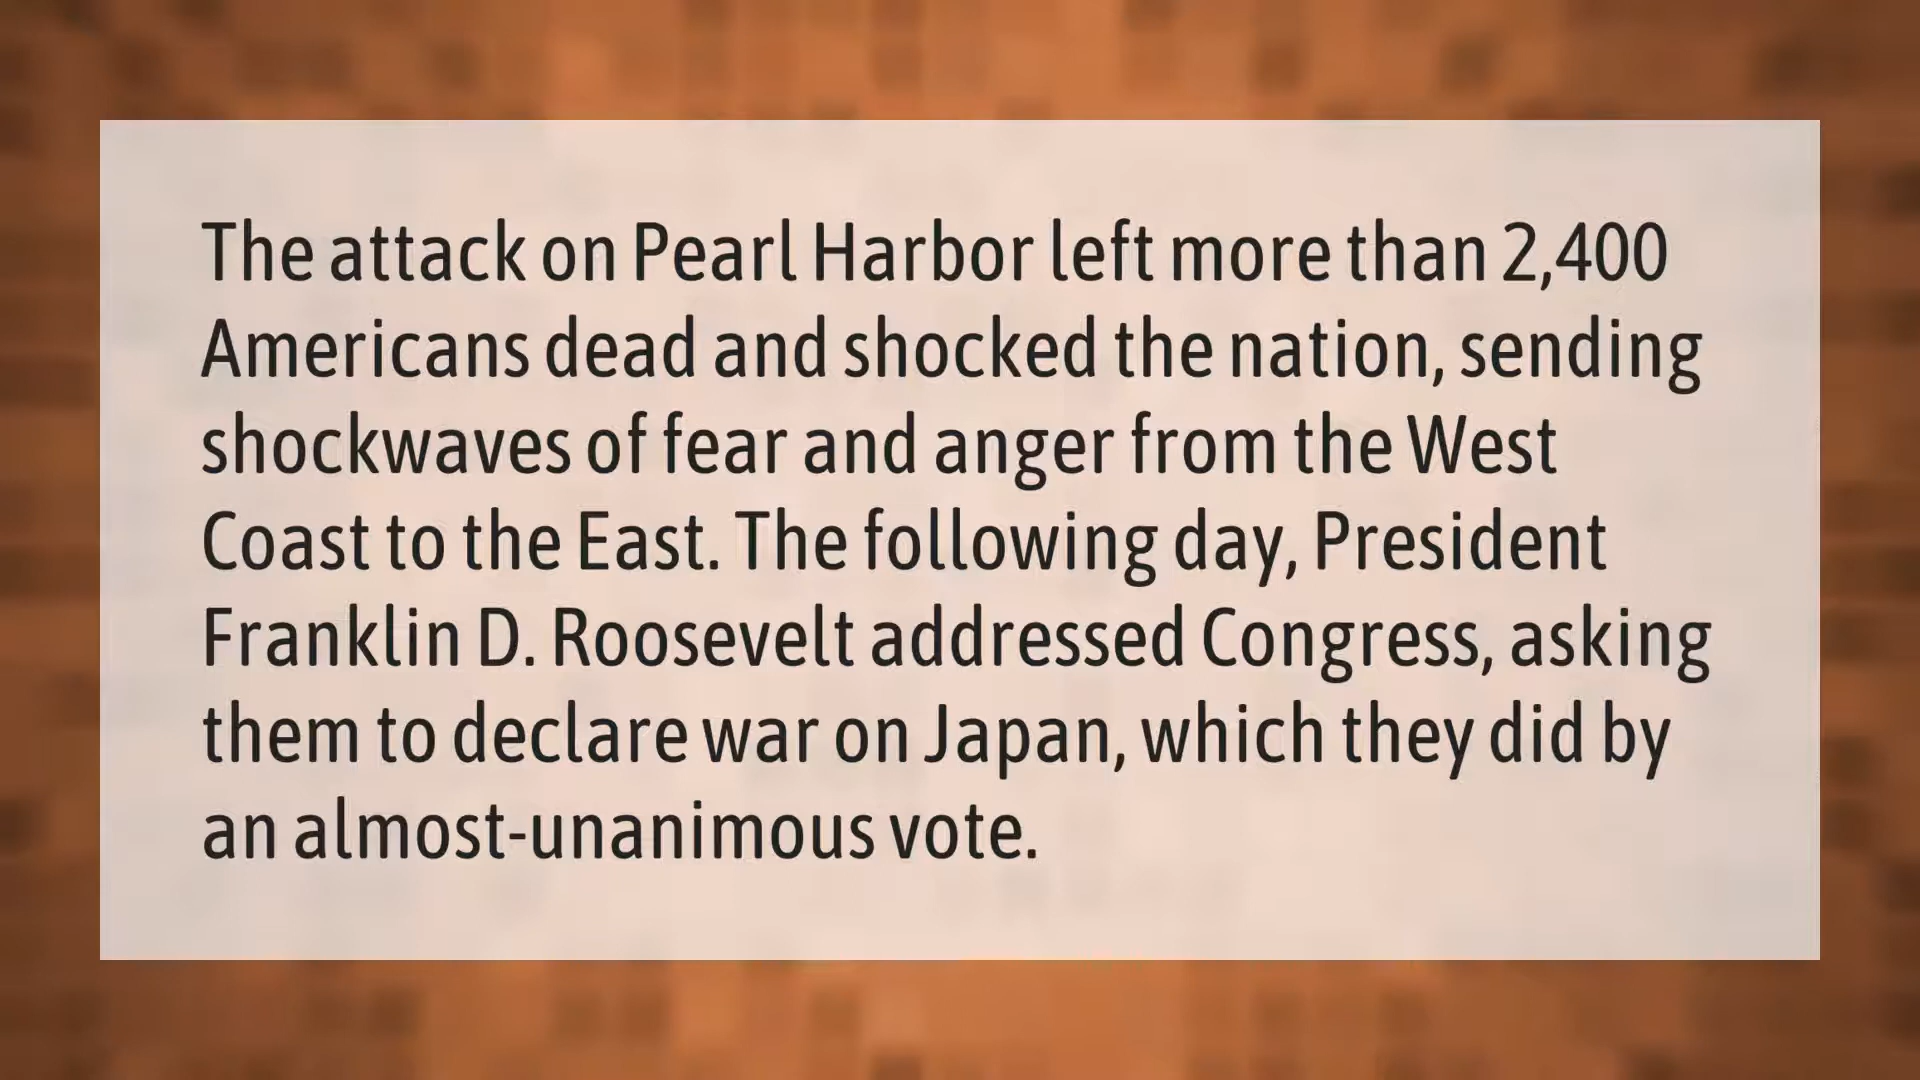 The attack on Pearl Harbor left more than 2,400
Americans dead and shocked the nation, sending
shockwaves of fear and anger from the West
Coast to the East. The following day, President
Franklin D. Roosevelt addressed Congress, asking
them to declare war on Japan, which they did by
an almost-unanimous vote.